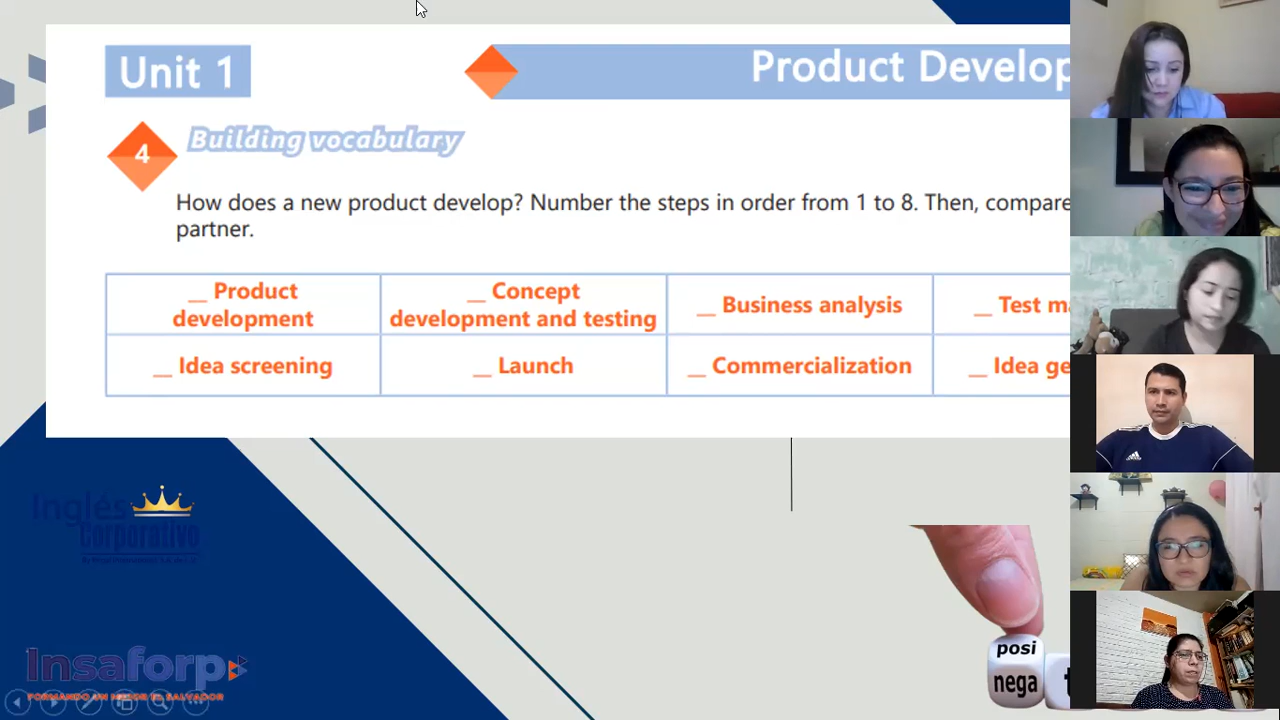 Unit 1
Product Develop
4
Building vocabulary
How does a new product develop? Number the steps in order from 1 to 8. Then, compare
partner.
__ Product
development
__ Concept
development and testing
__ Business analysis
__ Test
__ Idea screening
__ Launch
__ Commercialization
__ Idea
Inglés
Corporativo
Insaforp
FORMANDO UN MEJOR EL SALVADOR
posi
nega